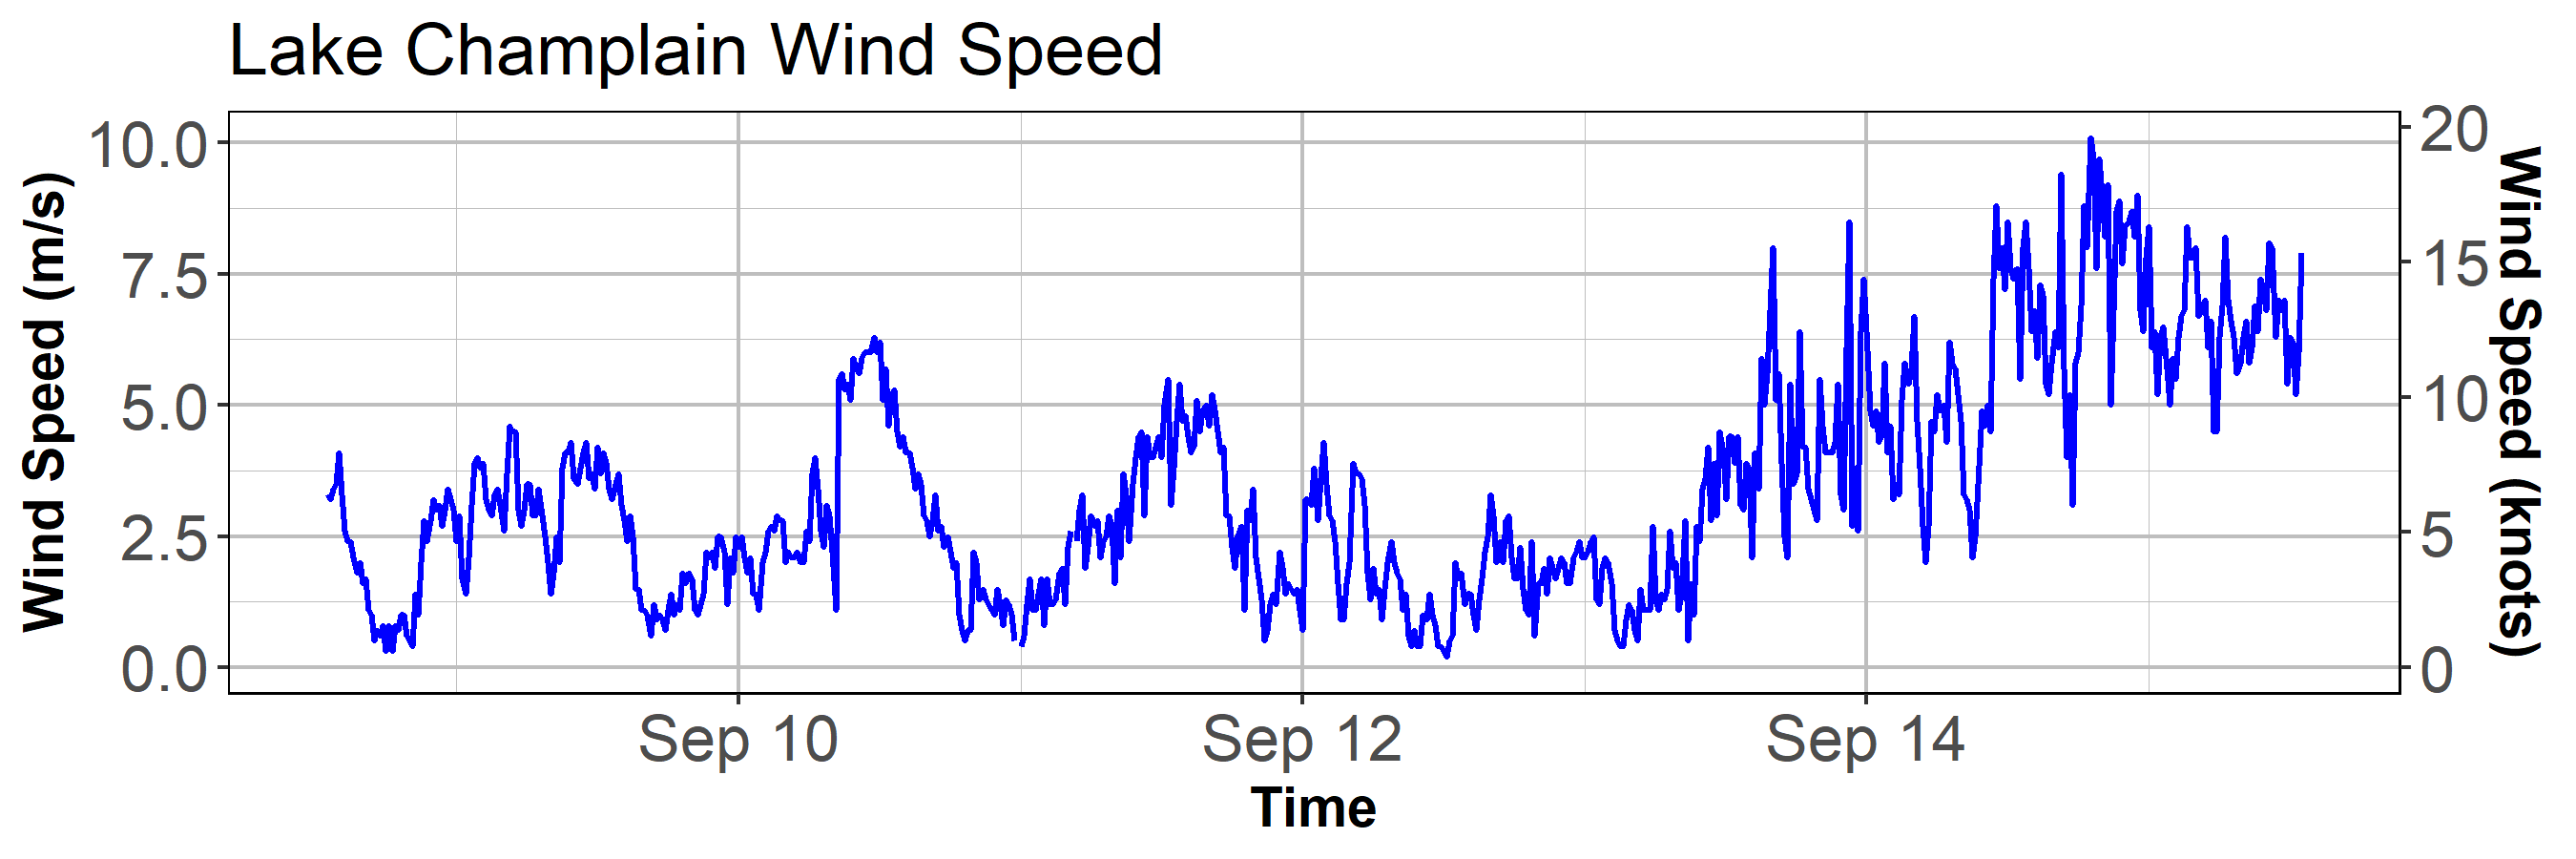 Lake Champlain Wind Speed
Wind Speed (m/s)
10.0
7.5
5.0
2.5
0.0
20
15
10
5
0
Wind Speed (knots)
Sep 10 Sep 12 Sep 14
Time